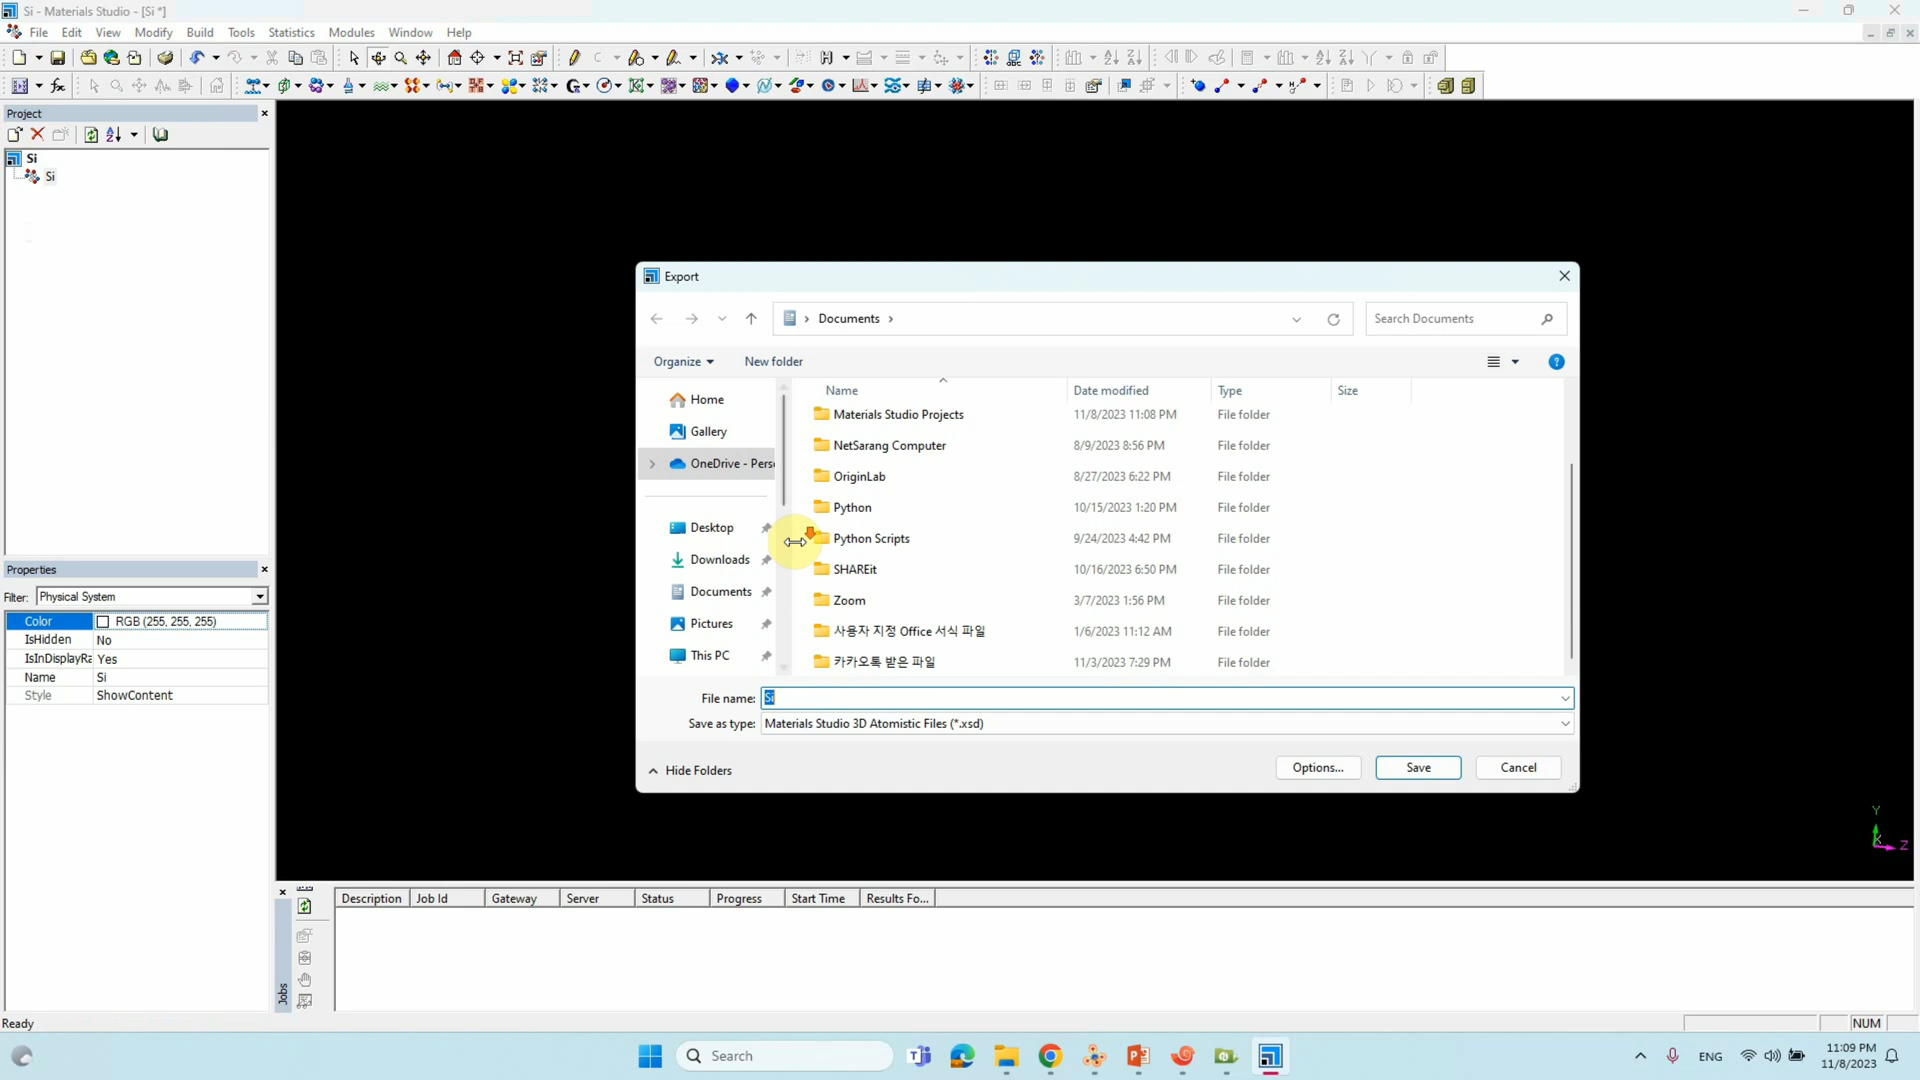 Si - Materials Studio - [Si *]
File Edit View Modify Build Tools Statistics Modules Window Help
Project
Si
Si
Properties
Filter: Physical System
Color RGB (255, 255, 255)
IsHidden No
IsInDisplayRa Yes
Name Si
Style ShowContent
Export
Documents
Search Documents
Organize New folder
Name Date modified Type Size
Home
Gallery
OneDrive - Perso
Desktop
Downloads
Documents
Pictures
This PC
Materials Studio Projects 11/8/2023 11:08 PM File folder
NetSarang Computer 8/9/2023 8:56 PM File folder
OriginLab 8/27/2023 6:22 PM File folder
Python 10/15/2023 1:20 PM File folder
Python Scripts 9/24/2023 4:42 PM File folder
SHAREit 10/16/2023 6:50 PM File folder
Zoom 3/7/2023 1:56 PM File folder
사용자 지정 Office 서식 파일 1/6/2023 11:12 AM File folder
카카오톡 받은 파일 11/3/2023 7:29 PM File folder
File name: Si
Save as type: Materials Studio 3D Atomistic Files (*.xsd)
Hide Folders Options... Save Cancel
Y
Z
Description Job Id Gateway Server Status Progress Start Time Results Fo...
Jobs
Ready NUM
Search
ENG
11:09 PM
11/8/2023